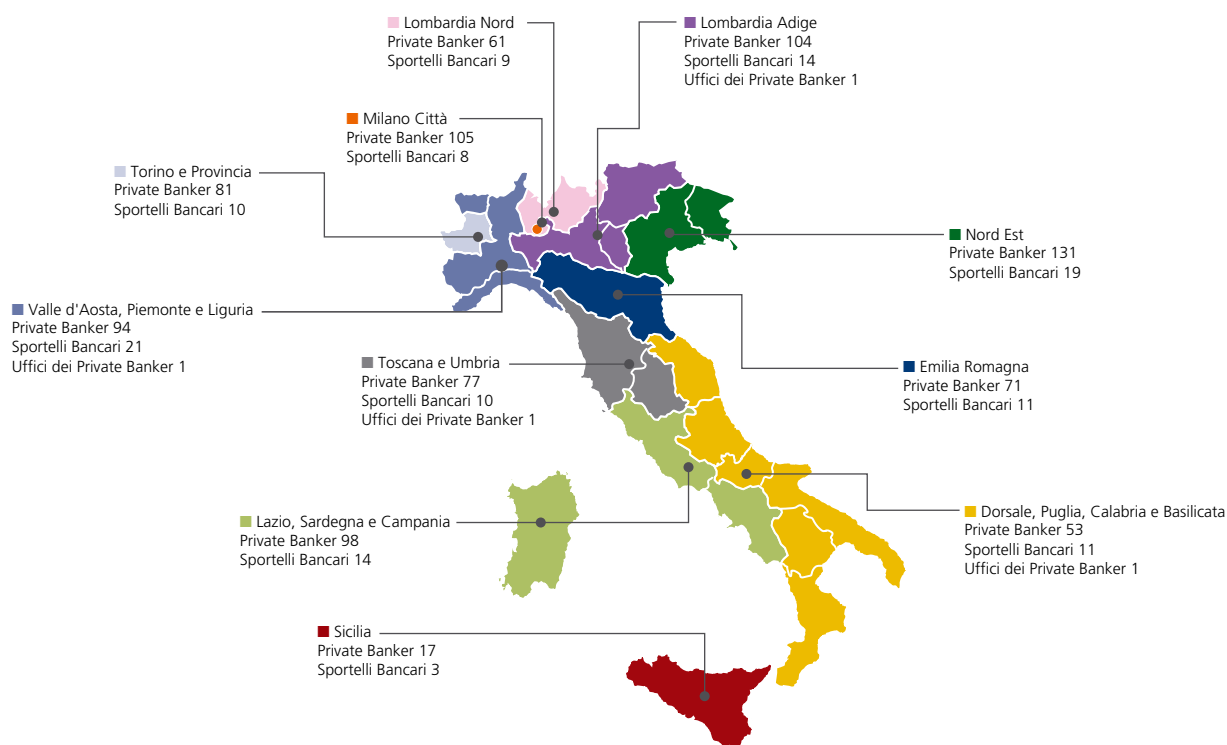 Lombardia Nord
Private Banker 61
Sportelli Bancari 9
Lombardia Adige
Private Banker 104
Sportelli Bancari 14
Uffici dei Private Banker 1
Milano Città
Private Banker 105
Sportelli Bancari 8
Torino e Provincia
Private Banker 81
Sportelli Bancari 10
Nord Est
Private Banker 131
Sportelli Bancari 19
Valle d'Aosta, Piemonte e Liguria
Private Banker 94
Sportelli Bancari 21
Uffici dei Private Banker 1
Toscana e Umbria
Private Banker 77
Sportelli Bancari 10
Uffici dei Private Banker 1
Emilia Romagna
Private Banker 71
Sportelli Bancari 11
Lazio, Sardegna e Campania
Private Banker 98
Sportelli Bancari 14
Dorsale, Puglia, Calabria e Basilicata
Private Banker 53
Sportelli Bancari 11
Uffici dei Private Banker 1
Sicilia
Private Banker 17
Sportelli Bancari 3